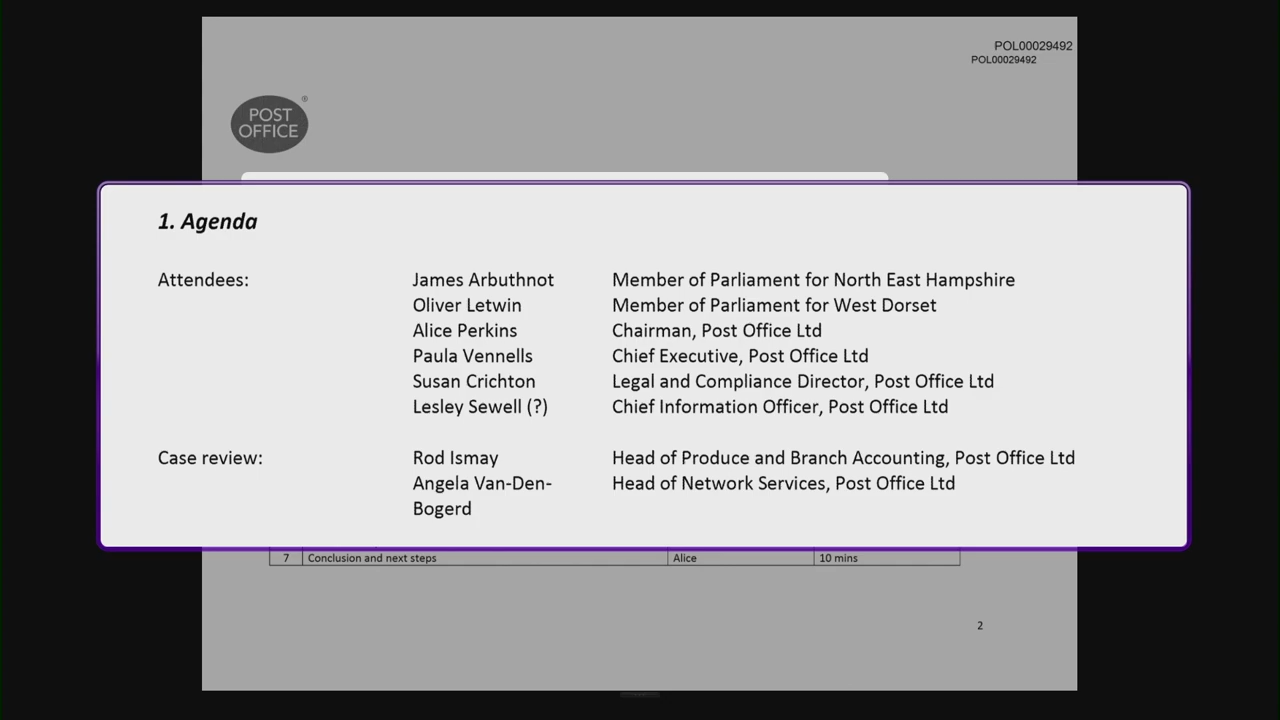 POL00029492
POL00029492
POST OFFICE®
1. Agenda
Attendees: James Arbuthnot Member of Parliament for North East Hampshire
Oliver Letwin Member of Parliament for West Dorset
Alice Perkins Chairman, Post Office Ltd
Paula Vennells Chief Executive, Post Office Ltd
Susan Crichton Legal and Compliance Director, Post Office Ltd
Lesley Sewell (?) Chief Information Officer, Post Office Ltd
Case review: Rod Ismay Head of Produce and Branch Accounting, Post Office Ltd
Angela Van-Den- Head of Network Services, Post Office Ltd
Bogerd
7 Conclusion and next steps Alice 10 mins
2